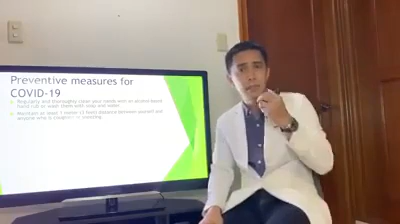 Preventive measures for
COVID-19
Regularly and thoroughly clean your hands with an alcohol-based
hand rub or wash them with soap and water.
Maintain at least 1 meter (3 feet) distance between yourself and
anyone who is coughing or sneezing.